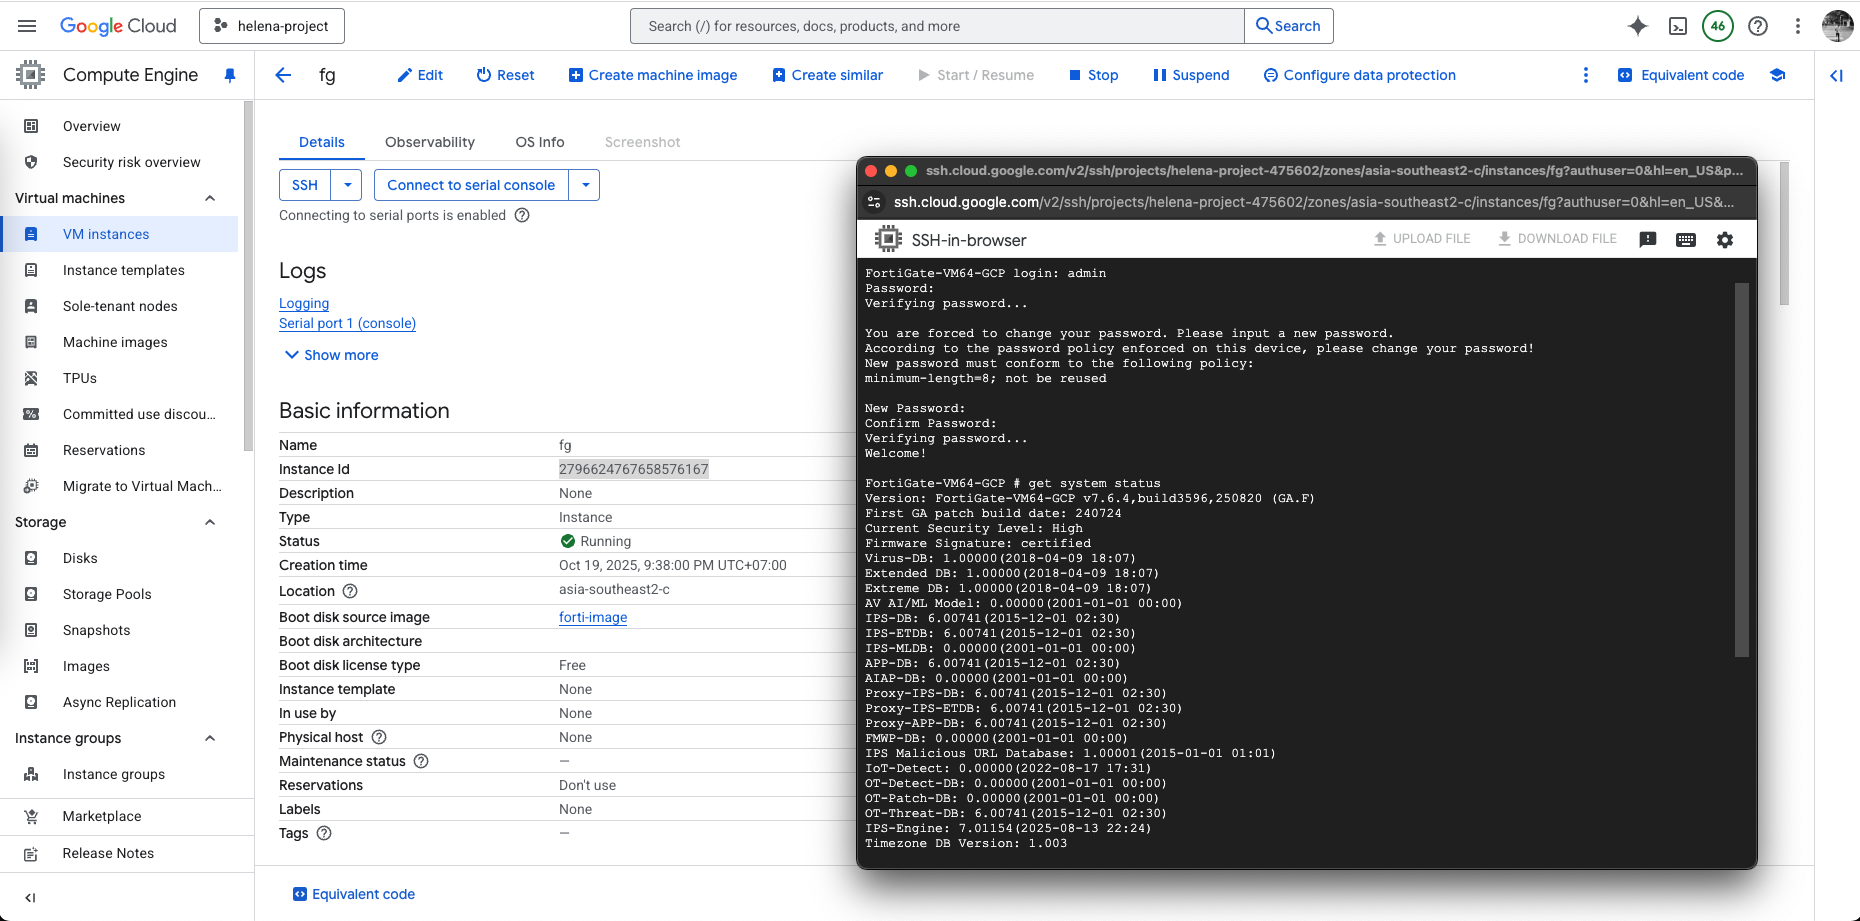 Google Cloud
helena-project
Search (/) for resources, docs, products, and more
Search
46
Compute Engine
fg
Edit
Reset
Create machine image
Create similar
Start / Resume
Stop
Suspend
Configure data protection
Equivalent code
Overview
Security risk overview
Virtual machines
VM instances
Instance templates
Sole-tenant nodes
Machine images
TPUs
Committed use discou...
Reservations
Migrate to Virtual Mach...
Storage
Disks
Storage Pools
Snapshots
Images
Async Replication
Instance groups
Instance groups
Marketplace
Release Notes
Details
Observability
OS Info
Screenshot
SSH
Connect to serial console
Connecting to serial ports is enabled
Logs
Logging
Serial port 1 (console)
Show more
Basic information
Name fg
Instance Id 2796624767658576167
Description None
Type Instance
Status Running
Creation time Oct 19, 2025, 9:38:00 PM UTC+07:00
Location asia-southeast2-c
Boot disk source image forti-image
Boot disk architecture
Boot disk license type Free
Instance template None
In use by None
Physical host None
Maintenance status —
Reservations Don't use
Labels None
Tags —
Equivalent code
ssh.cloud.google.com/v2/ssh/projects/helena-project-475602/zones/asia-southeast2-c/instances/fg?authuser=0&hl=en_US&p...
ssh.cloud.google.com/v2/ssh/projects/helena-project-475602/zones/asia-southeast2-c/instances/fg?authuser=0&hl=en_US&...
SSH-in-browser
UPLOAD FILE
DOWNLOAD FILE
FortiGate-VM64-GCP login: admin
Password:
Verifying password...
You are forced to change your password. Please input a new password.
According to the password policy enforced on this device, please change your password!
New password must conform to the following policy:
minimum-length=8; not be reused
New Password:
Confirm Password:
Verifying password...
Welcome!
FortiGate-VM64-GCP # get system status
Version: FortiGate-VM64-GCP v7.6.4,build3596,250820 (GA.F)
First GA patch build date: 240724
Current Security Level: High
Firmware Signature: certified
Virus-DB: 1.00000(2018-04-09 18:07)
Extended DB: 1.00000(2018-04-09 18:07)
Extreme DB: 1.00000(2018-04-09 18:07)
AV AI/ML Model: 0.00000(2001-01-01 00:00)
IPS-DB: 6.00741(2015-12-01 02:30)
IPS-ETDB: 6.00741(2015-12-01 02:30)
IPS-MLDB: 0.00000(2001-01-01 00:00)
APP-DB: 6.00741(2015-12-01 02:30)
AIAP-DB: 0.00000(2001-01-01 00:00)
Proxy-IPS-DB: 6.00741(2015-12-01 02:30)
Proxy-IPS-ETDB: 6.00741(2015-12-01 02:30)
Proxy-APP-DB: 6.00741(2015-12-01 02:30)
FMWP-DB: 0.00000(2001-01-01 00:00)
IPS Malicious URL Database: 1.00001(2015-01-01 01:01)
IoT-Detect: 0.00000(2022-08-17 17:31)
OT-Detect-DB: 0.00000(2001-01-01 00:00)
OT-Patch-DB: 0.00000(2001-01-01 00:00)
OT-Threat-DB: 6.00741(2015-12-01 02:30)
IPS-Engine: 7.01154(2025-08-13 22:24)
Timezone DB Version: 1.003